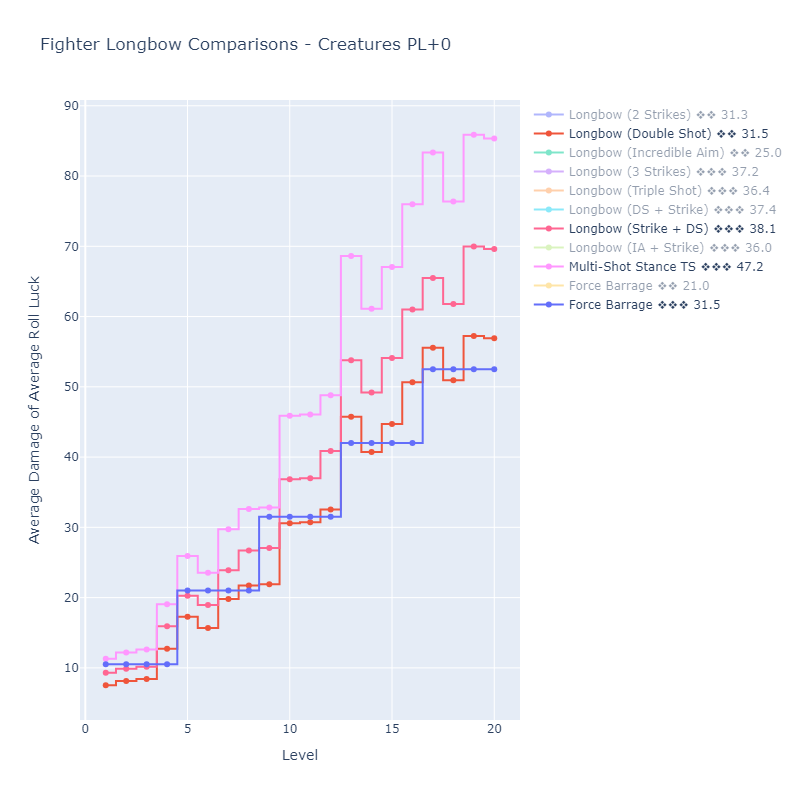 Fighter Longbow Comparisons - Creatures PL+0
90
80
70
60
50
40
30
20
10
Average Damage of Average Roll Luck
0
5
10
15
20
Level
Longbow (2 Strikes) ❖❖ 31.3
Longbow (Double Shot) ❖❖ 31.5
Longbow (Incredible Aim) ❖❖ 25.0
Longbow (3 Strikes) ❖❖❖ 37.2
Longbow (Triple Shot) ❖❖❖ 36.4
Longbow (DS + Strike) ❖❖❖ 37.4
Longbow (Strike + DS) ❖❖❖ 38.1
Longbow (IA + Strike) ❖❖❖ 36.0
Multi-Shot Stance TS ❖❖❖ 47.2
Force Barrage ❖❖ 21.0
Force Barrage ❖❖❖ 31.5